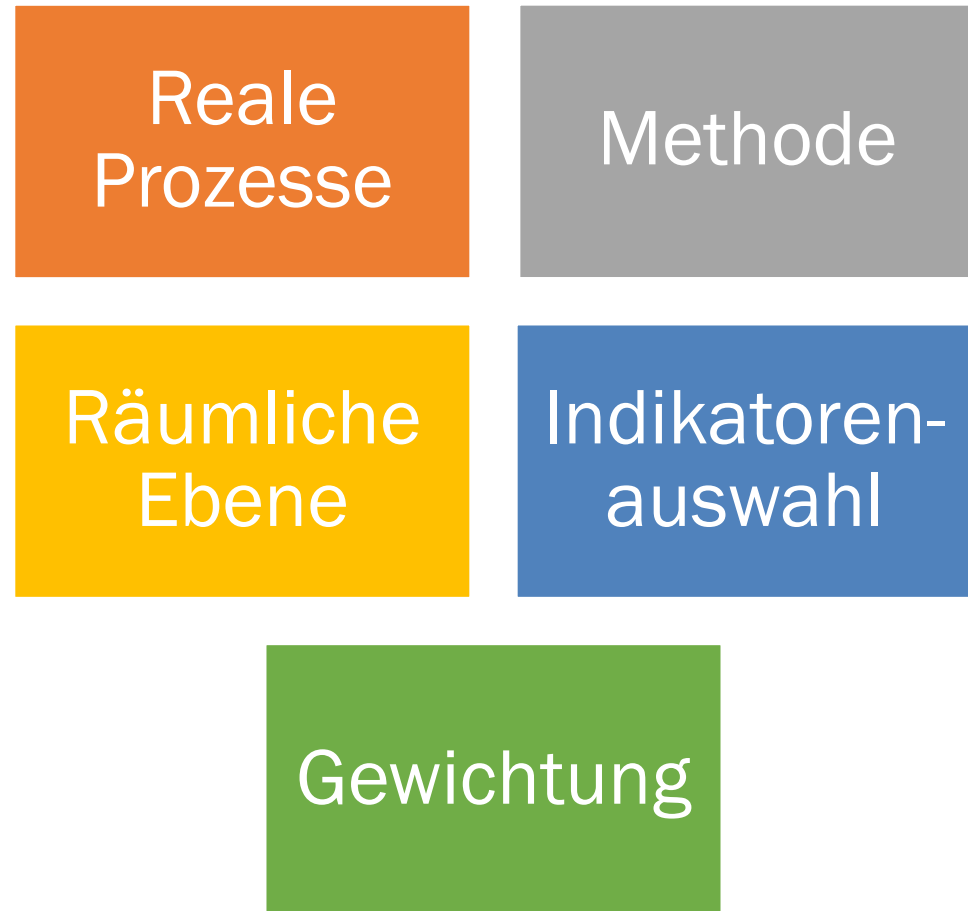 Reale
Prozesse
Methode
Räumliche
Ebene
Indikatoren-
auswahl
Gewichtung